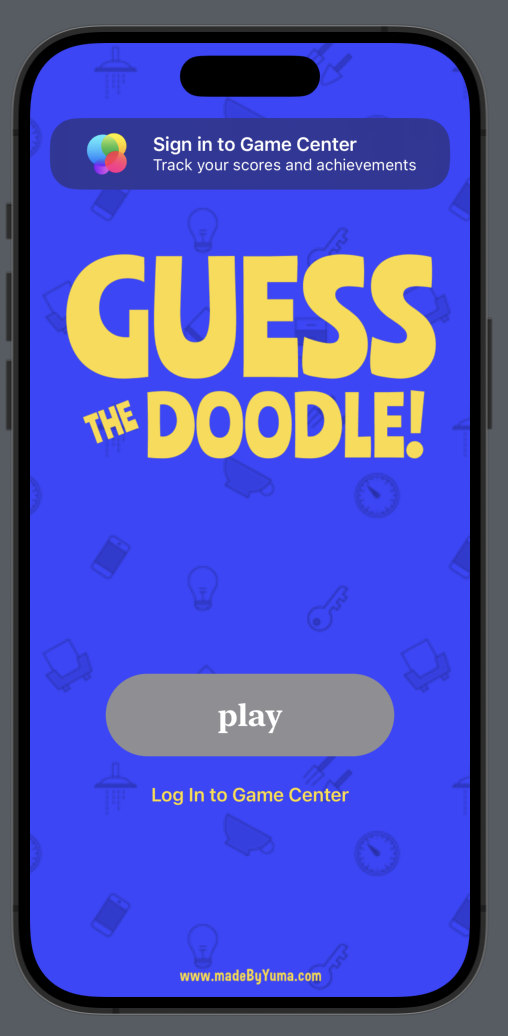 Sign in to Game Center
Track your scores and achievements
GUESS
THE DOODLE!
play
Log In to Game Center
www.madeByYuma.com